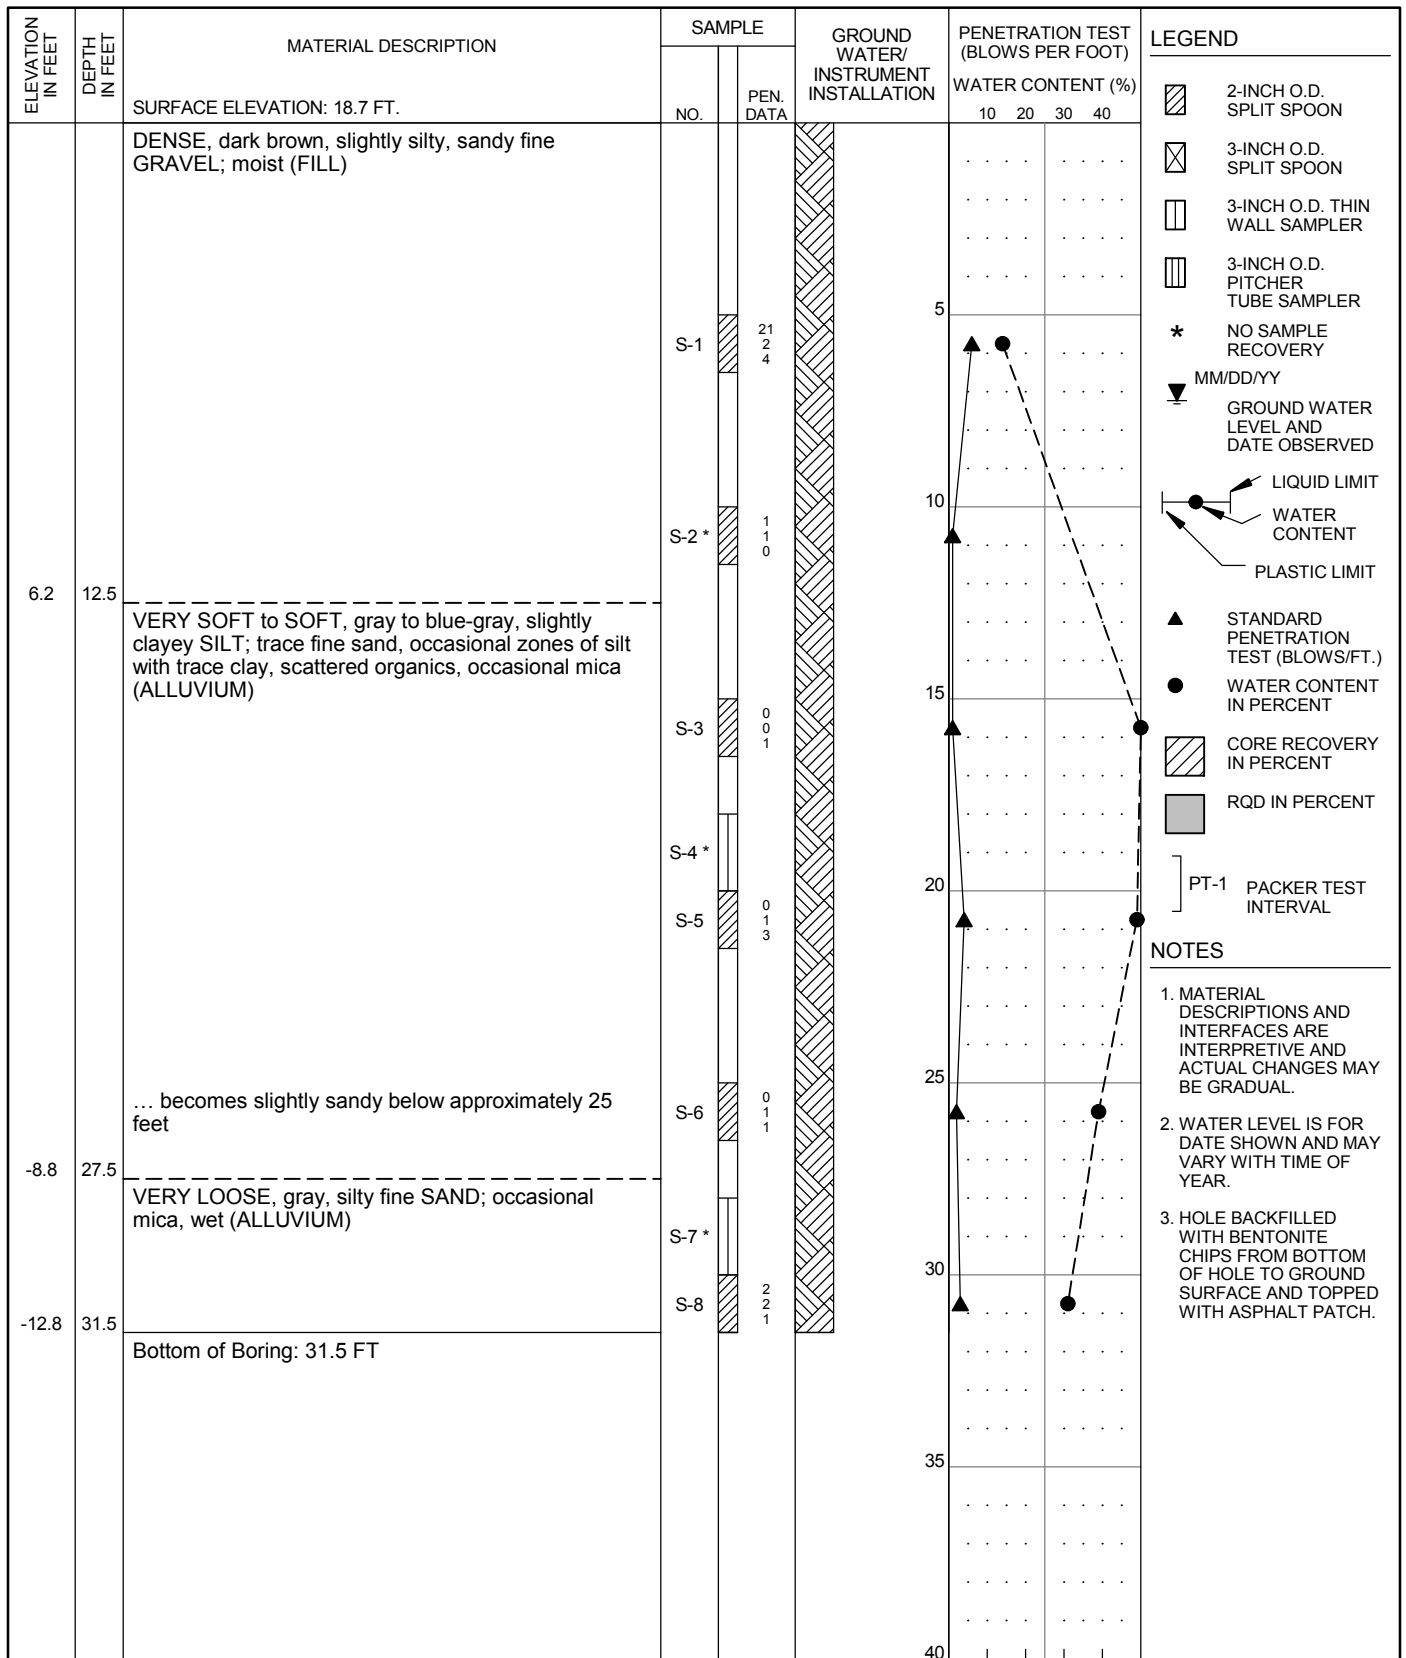 ELEVATION
IN FEET
DEPTH
IN FEET
MATERIAL DESCRIPTION
SURFACE ELEVATION: 18.7 FT.
SAMPLE
NO.
PEN.
DATA
GROUND
WATER/
INSTRUMENT
INSTALLATION
PENETRATION TEST
(BLOWS PER FOOT)
WATER CONTENT (%)
10 20 30 40
DENSE, dark brown, slightly silty, sandy fine
GRAVEL; moist (FILL)
5
S-1
21
2
4
10
S-2 *
1
1
0
6.2 12.5
VERY SOFT to SOFT, gray to blue-gray, slightly
clayey SILT; trace fine sand, occasional zones of silt
with trace clay, scattered organics, occasional mica
(ALLUVIUM)
15
S-3
0
0
1
S-4 *
20
S-5
0
1
3
25
… becomes slightly sandy below approximately 25
feet
S-6
0
1
1
-8.8 27.5
VERY LOOSE, gray, silty fine SAND; occasional
mica, wet (ALLUVIUM)
S-7 *
30
S-8
2
2
1
-12.8 31.5
Bottom of Boring: 31.5 FT
35
40
LEGEND
2-INCH O.D.
SPLIT SPOON
3-INCH O.D.
SPLIT SPOON
3-INCH O.D. THIN
WALL SAMPLER
3-INCH O.D.
PITCHER
TUBE SAMPLER
* NO SAMPLE
RECOVERY
MM/DD/YY
GROUND WATER
LEVEL AND
DATE OBSERVED
LIQUID LIMIT
WATER
CONTENT
PLASTIC LIMIT
STANDARD
PENETRATION
TEST (BLOWS/FT.)
WATER CONTENT
IN PERCENT
CORE RECOVERY
IN PERCENT
RQD IN PERCENT
PT-1 PACKER TEST
INTERVAL
NOTES
1. MATERIAL
DESCRIPTIONS AND
INTERFACES ARE
INTERPRETIVE AND
ACTUAL CHANGES MAY
BE GRADUAL.
2. WATER LEVEL IS FOR
DATE SHOWN AND MAY
VARY WITH TIME OF
YEAR.
3. HOLE BACKFILLED
WITH BENTONITE
CHIPS FROM BOTTOM
OF HOLE TO GROUND
SURFACE AND TOPPED
WITH ASPHALT PATCH.